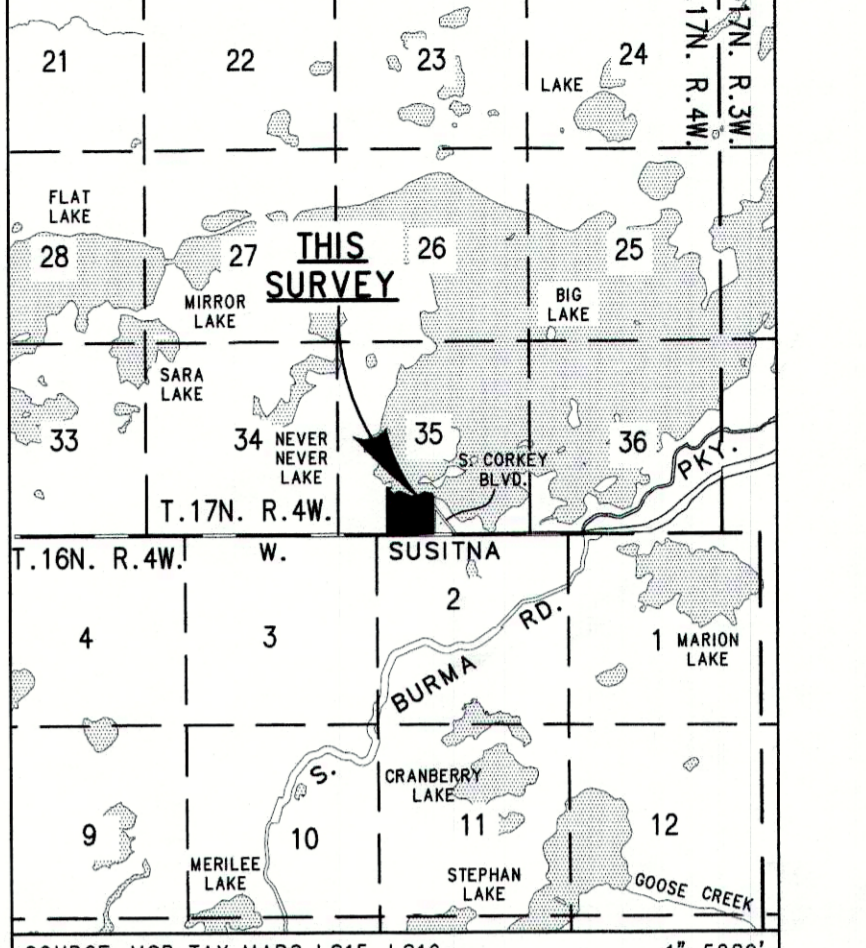 21
22
23
24
LAKE
17N. R.4W.
17N. R.3W.
FLAT
LAKE
28
27
THIS
SURVEY
26
25
MIRROR
LAKE
BIG
LAKE
SARA
LAKE
33
34
NEVER
NEVER
LAKE
35
S. CORKEY
BLVD.
36
PKY.
T.17N. R.4W.
T.16N. R.4W.
W. SUSITNA
4
3
2
1
MARION
LAKE
S. BURMA RD.
CRANBERRY
LAKE
9
10
11
12
MERILEE
LAKE
STEPHAN
LAKE
GOOSE CREEK